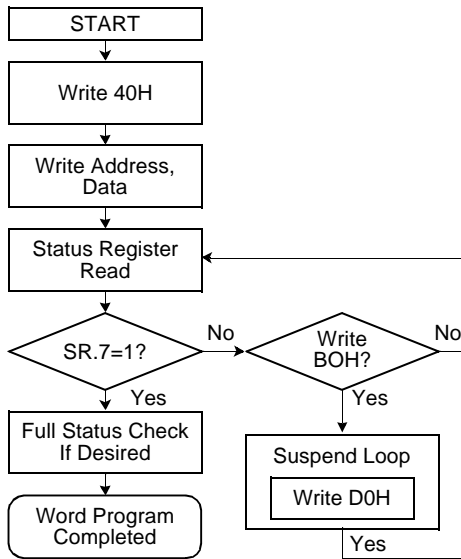 START
Write 40H
Write Address,
Data
Status Register
Read
SR.7=1?
No
Write
BOH?
No
Yes
Yes
Full Status Check
If Desired
Suspend Loop
Write D0H
Word Program
Completed
Yes